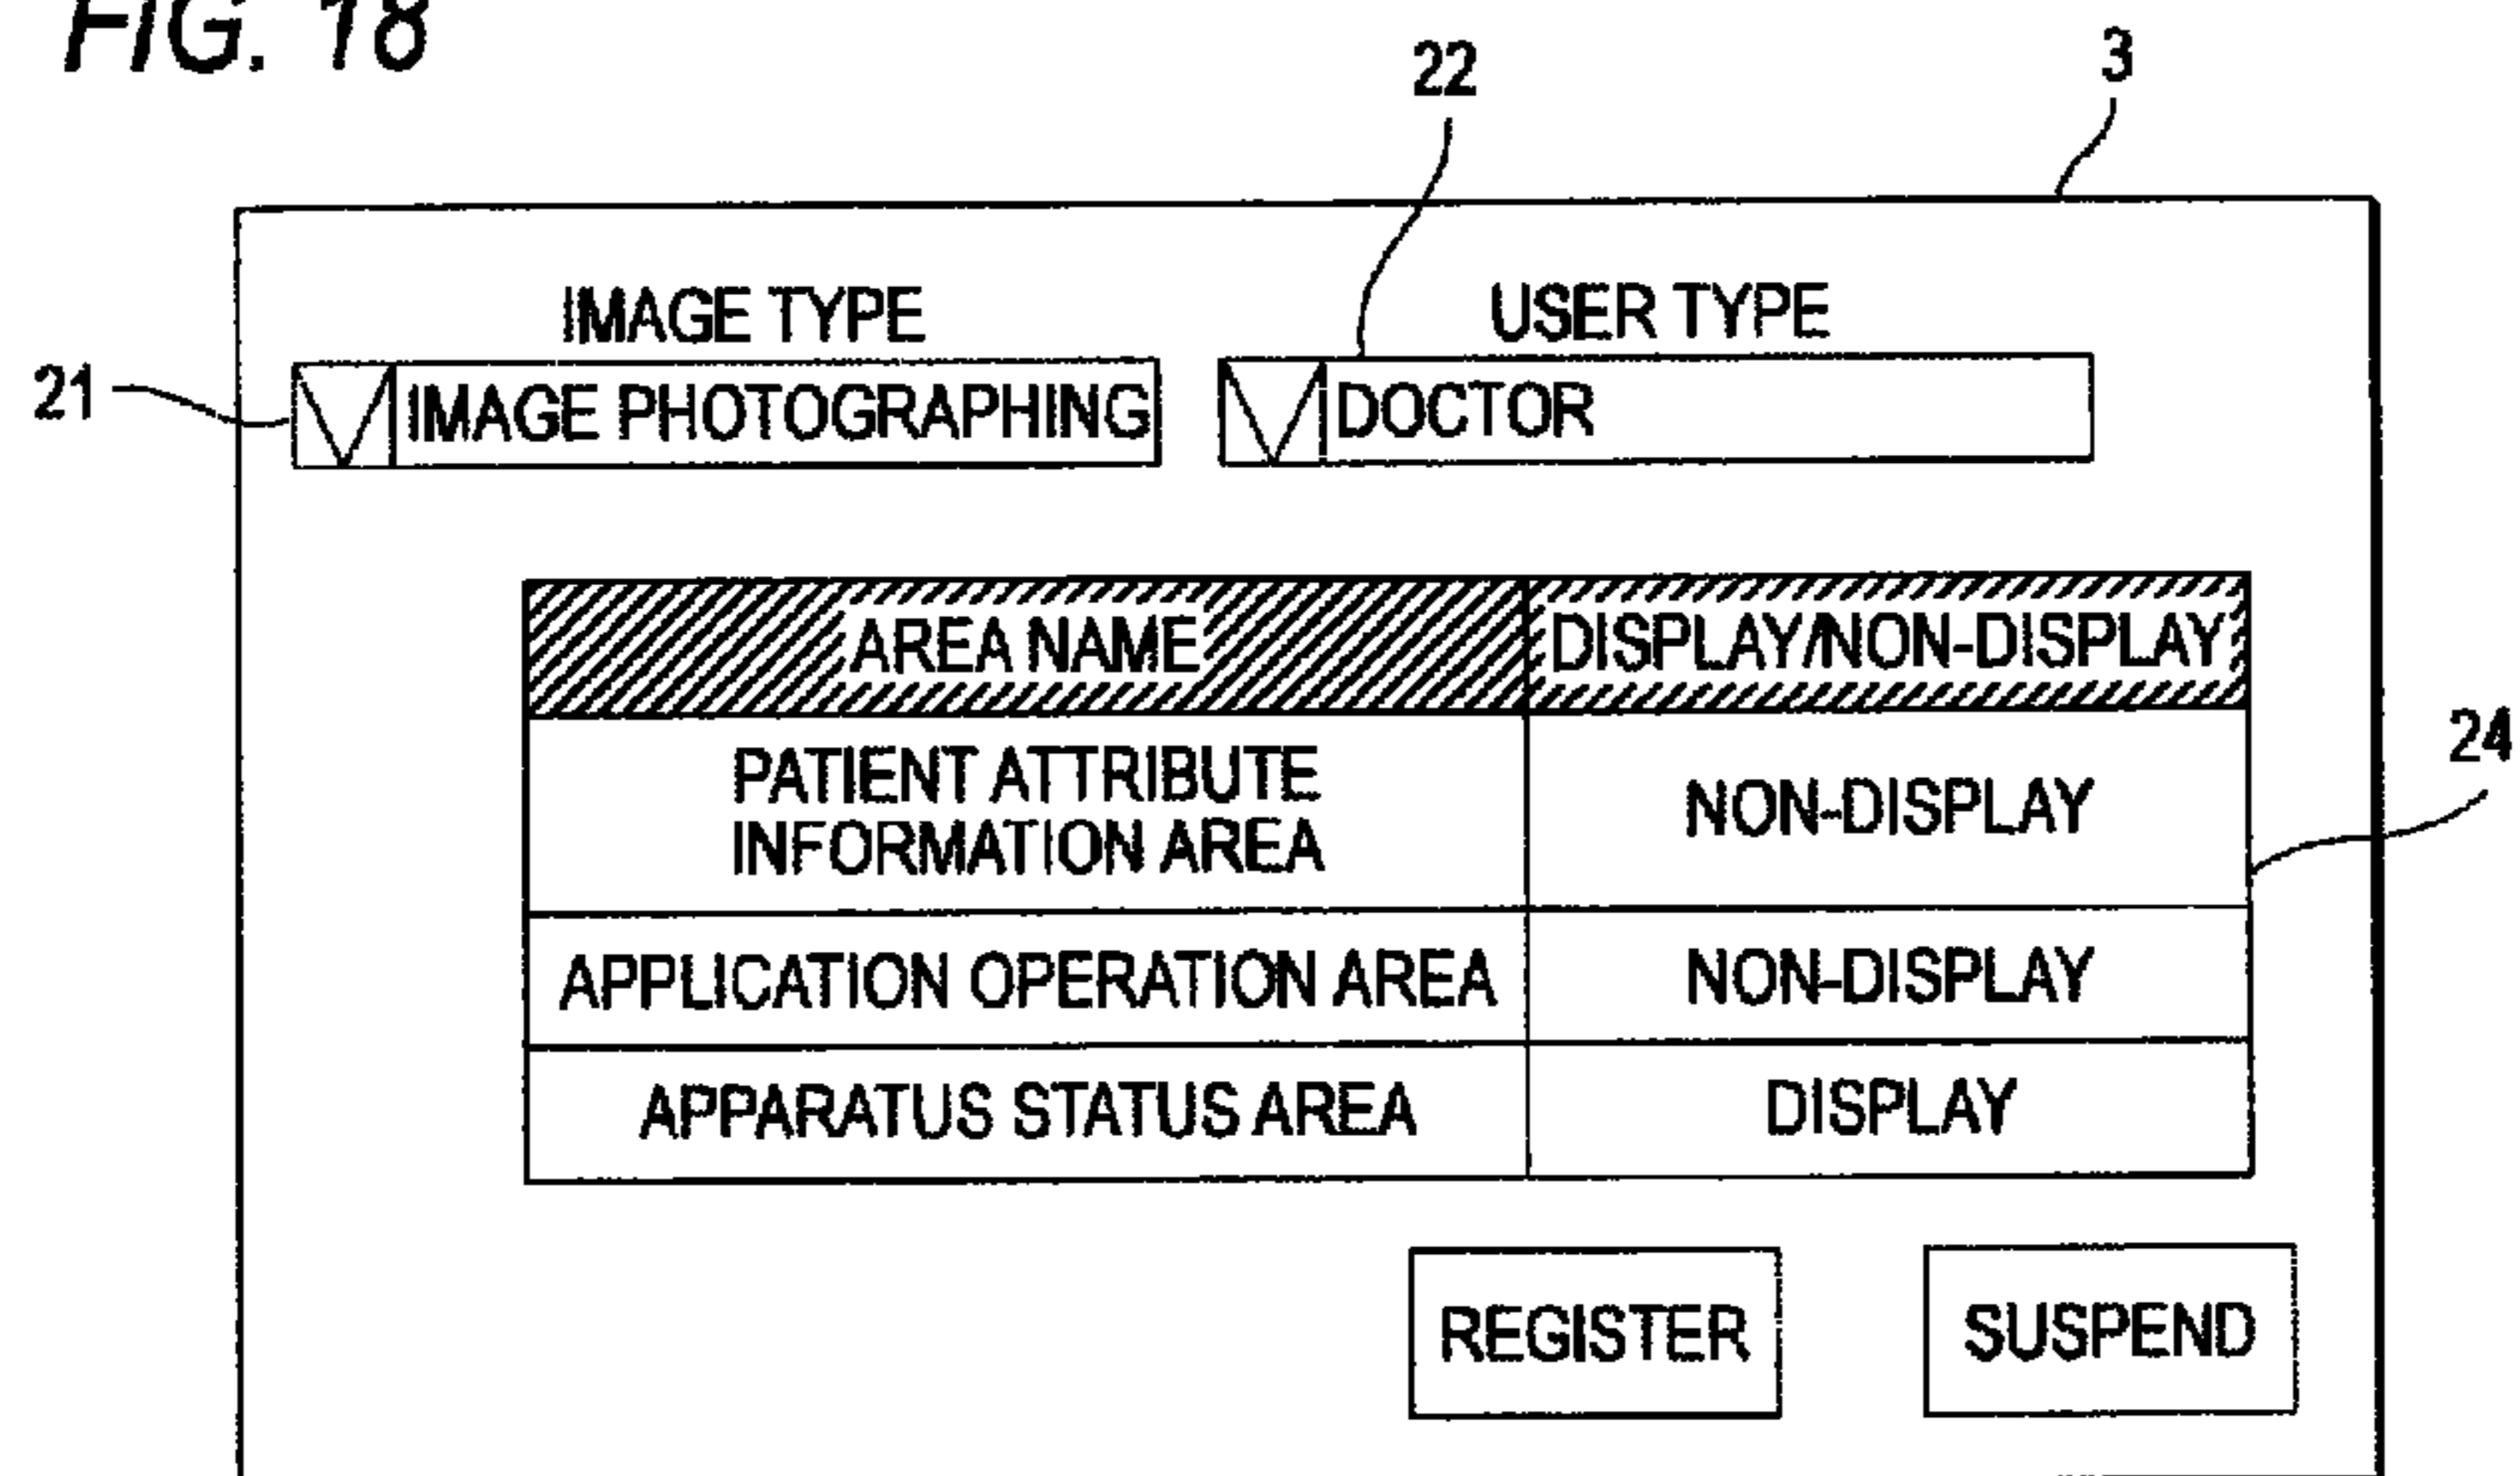 FIG. 18
22
3
IMAGE TYPE
USER TYPE
21
IMAGE PHOTOGRAPHING
DOCTOR
AREA NAME
DISPLAY/NON-DISPLAY
PATIENT ATTRIBUTE
INFORMATION AREA
NON-DISPLAY
24
APPLICATION OPERATION AREA
NON-DISPLAY
APPARATUS STATUS AREA
DISPLAY
REGISTER
SUSPEND